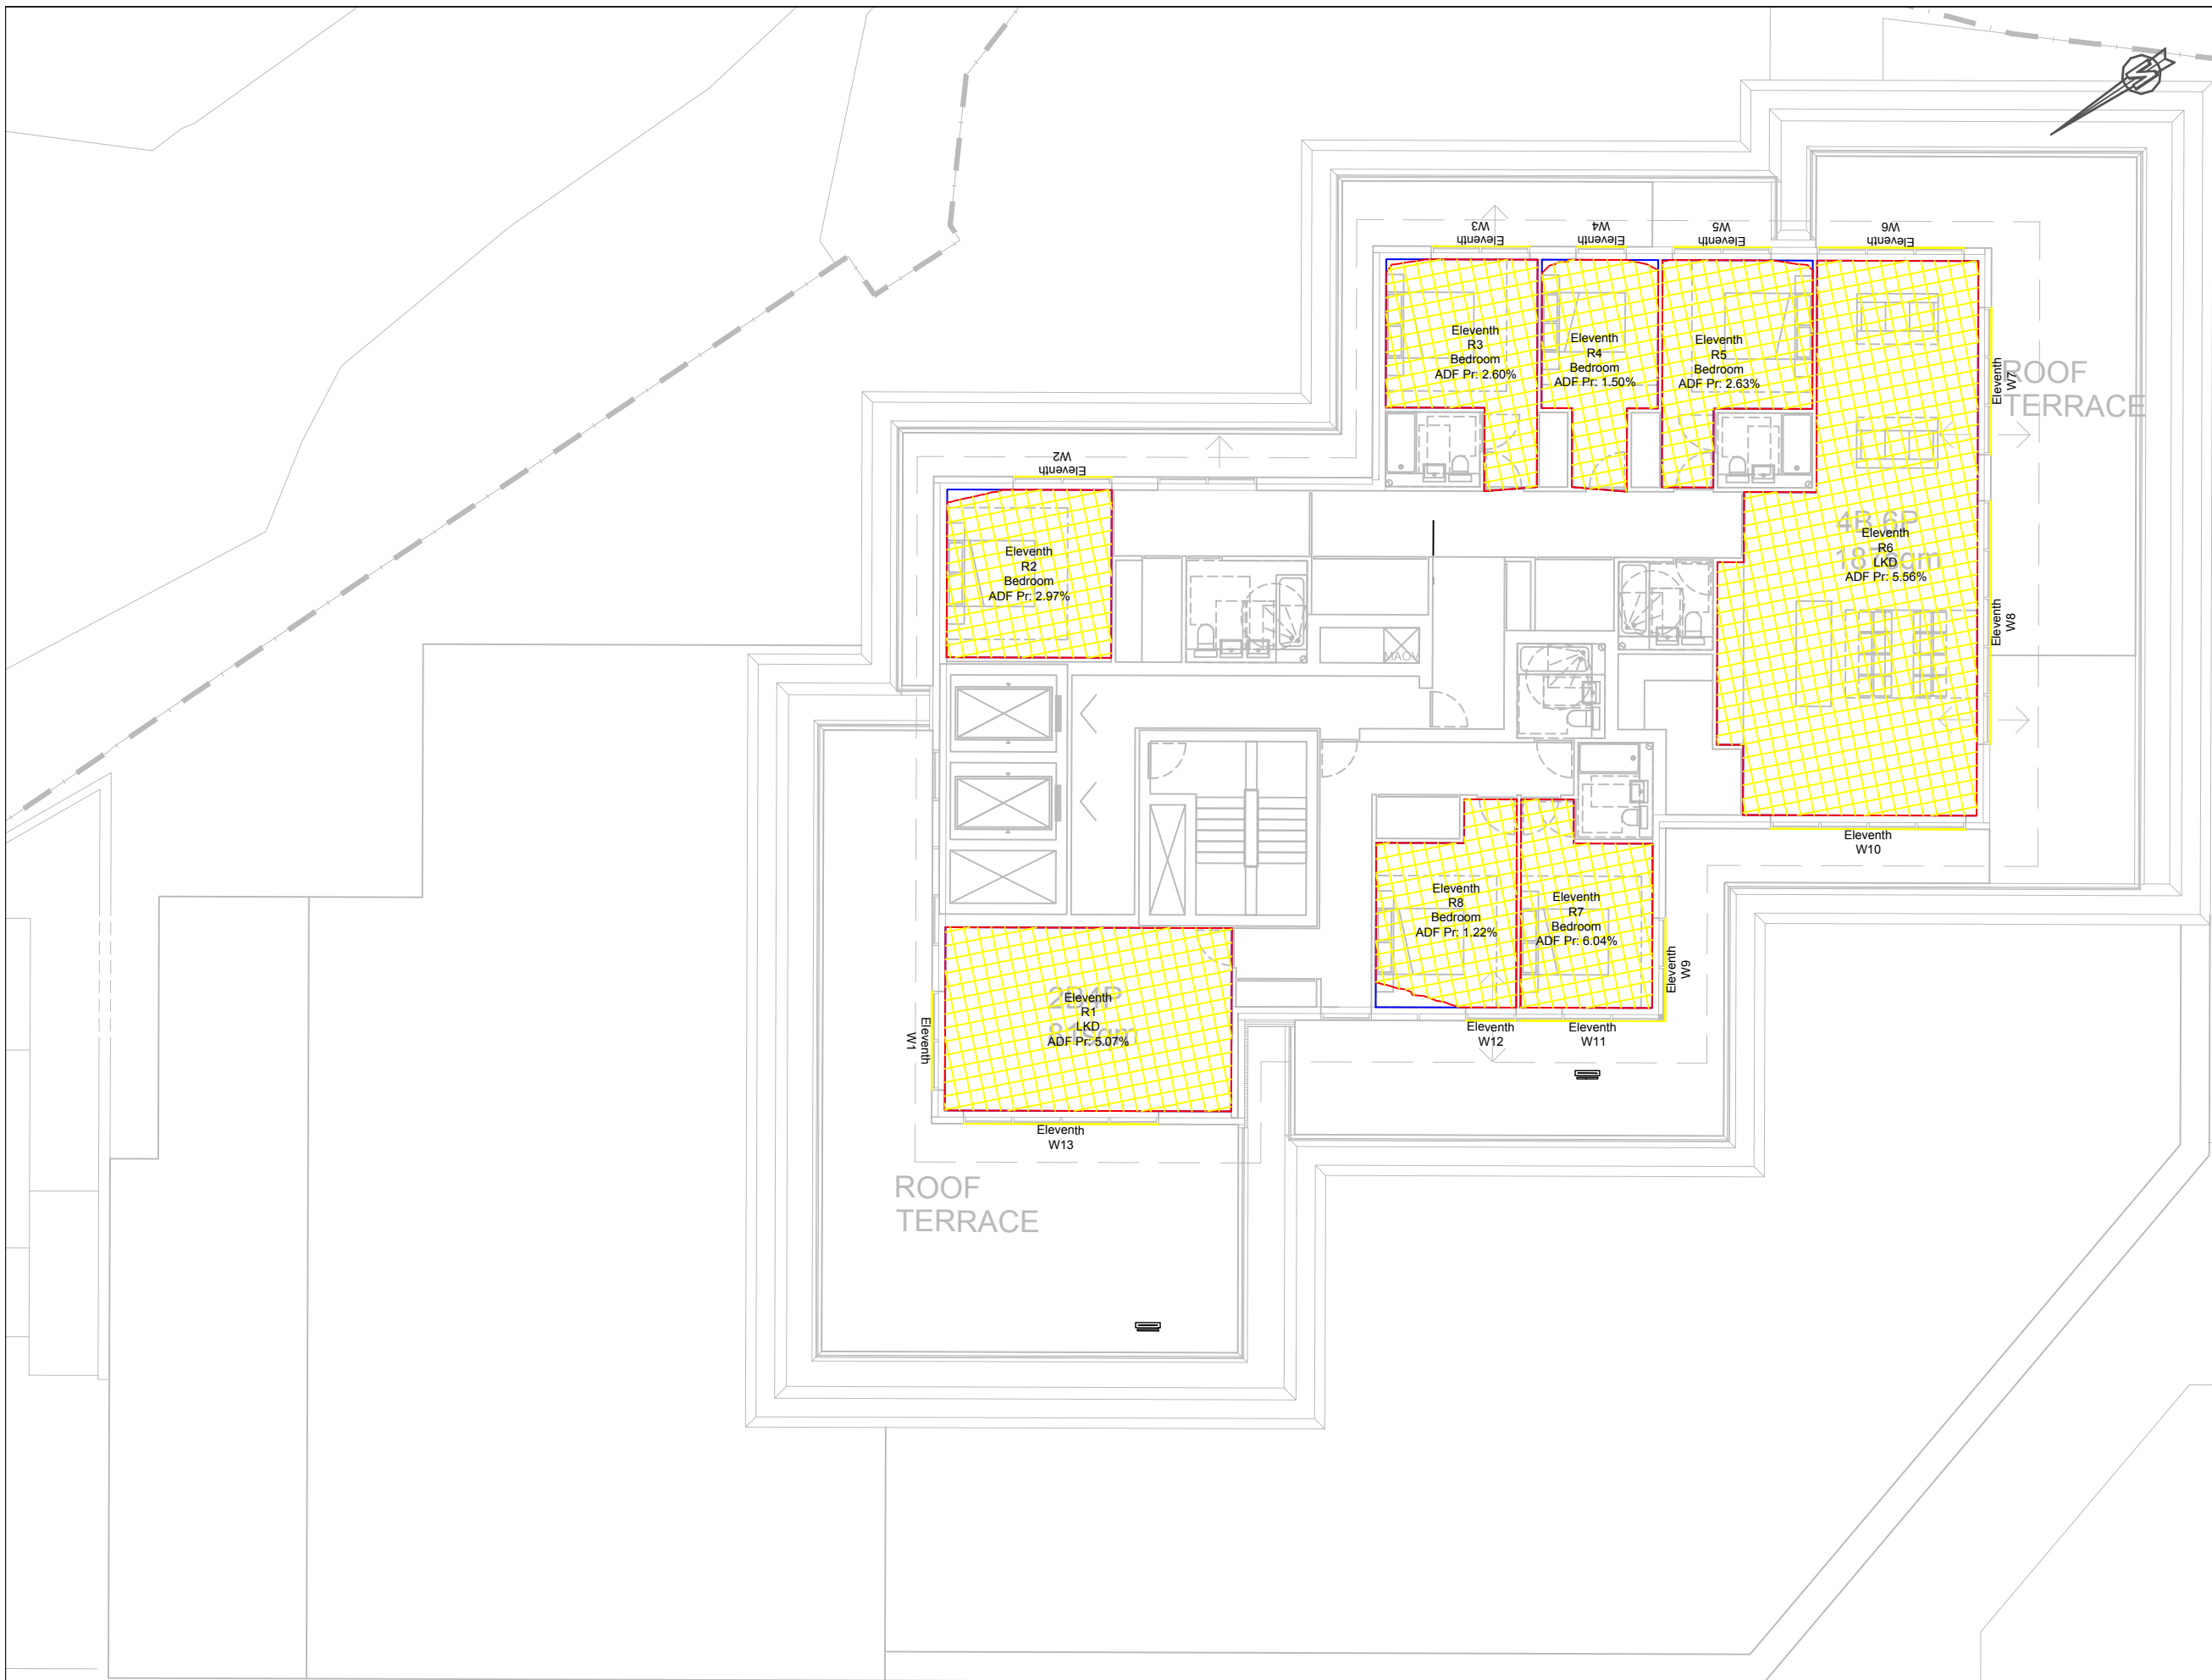 W3
Eleventh
W4
Eleventh
W5
Eleventh
W6
Eleventh
Eleventh
R3
Bedroom
ADF Pr: 2.60%
Eleventh
R4
Bedroom
ADF Pr: 1.50%
Eleventh
R5
Bedroom
ADF Pr: 2.63%
Eleventh
W7
ROOF
TERRACE
W2
Eleventh
Eleventh
R2
Bedroom
ADF Pr: 2.97%
4B 6P
187sqm
Eleventh
R6
LKD
ADF Pr: 5.56%
Eleventh
W8
MAOV
Eleventh
W10
Eleventh
R8
Bedroom
ADF Pr: 1.22%
Eleventh
R7
Bedroom
ADF Pr: 6.04%
Eleventh
W9
Eleventh
W1
2B4P
81sqm
Eleventh
R1
LKD
ADF Pr: 5.07%
Eleventh
W12
Eleventh
W11
Eleventh
W13
ROOF
TERRACE